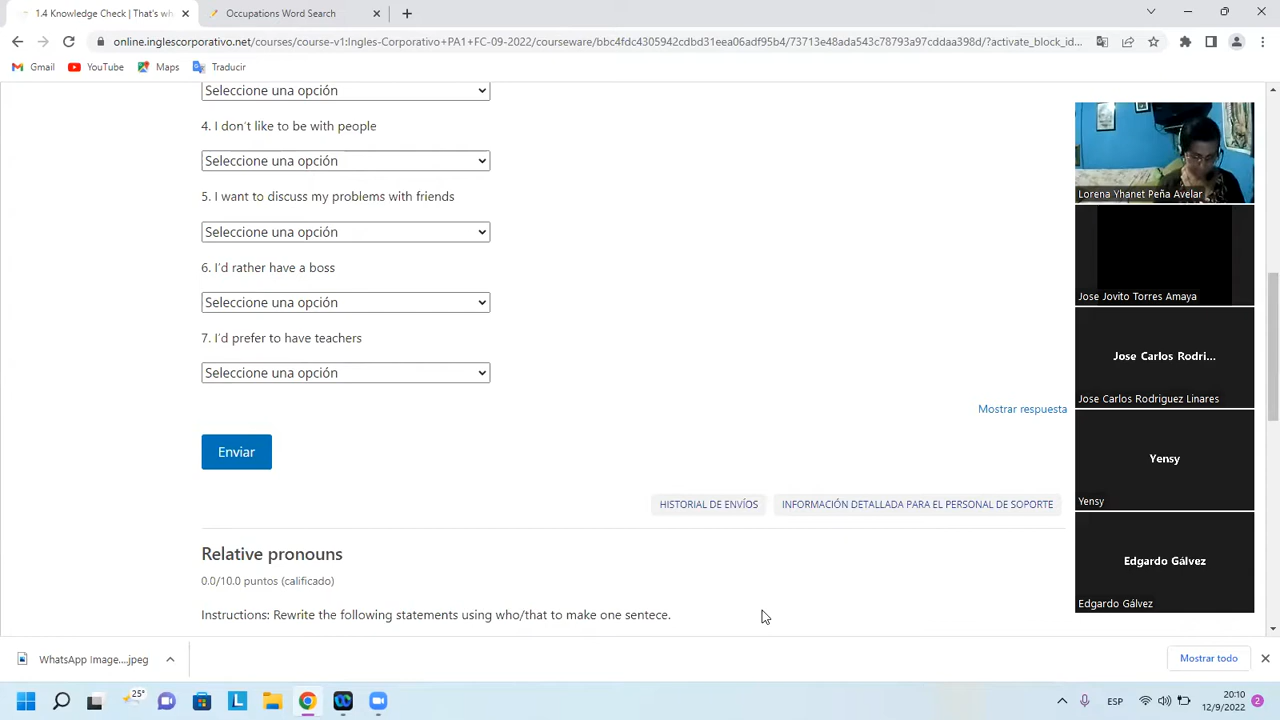 1.4 Knowledge Check | That's wh
Occupations Word Search
online.inglescorporativo.net/courses/course-v1:Ingles-Corporativo+PA1+FC-09-2022/courseware/bbc4fdc4305942cdbd31eea06adf95b4/73713e48ada543c78793a97cddaa398d/?activate_block_id...
Gmail
YouTube
Maps
Traducir
Seleccione una opción
4. I don't like to be with people
Seleccione una opción
5. I want to discuss my problems with friends
Seleccione una opción
6. I'd rather have a boss
Seleccione una opción
7. I'd prefer to have teachers
Seleccione una opción
Mostrar respuesta
Enviar
HISTORIAL DE ENVÍOS
INFORMACIÓN DETALLADA PARA EL PERSONAL DE SOPORTE
Relative pronouns
0.0/10.0 puntos (calificado)
Instructions: Rewrite the following statements using who/that to make one sentece.
Lorena Yhanet Peña Avelar
Jose Jovito Torres Amaya
Jose Carlos Rodri...
Jose Carlos Rodriguez Linares
Yensy
Yensy
Edgardo Gálvez
Edgardo Gálvez
WhatsApp Image....jpeg
Mostrar todo
25°
L
ESP
20:10
12/9/2022
2